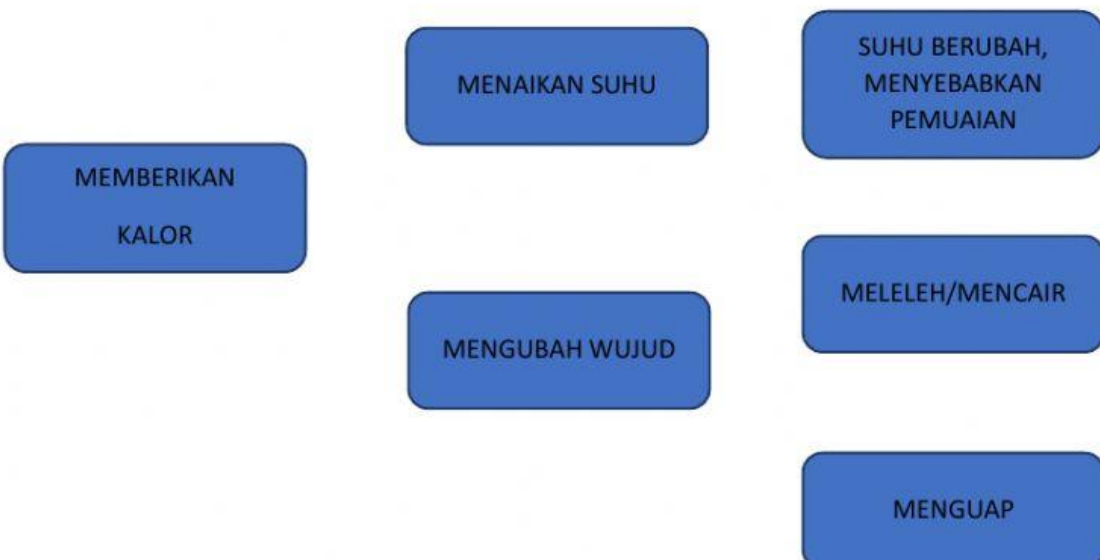 MEMBERIKAN
KALOR
MENAIKAN SUHU
MENGUBAH WUJUD
SUHU BERUBAH,
MENYEBABKAN
PEMUAIAN
MELELEH/MENCAIR
MENGUAP